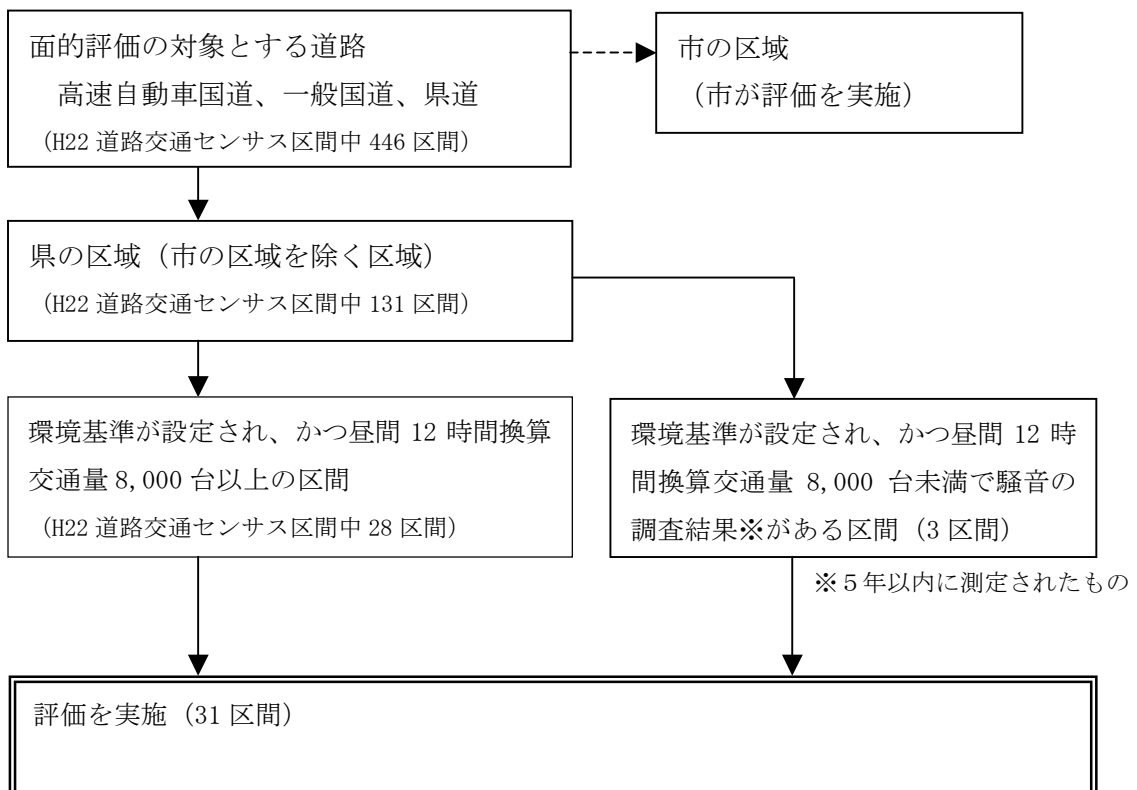 面的評価の対象とする道路
高速自動車国道、一般国道、県道
（H22 道路交通センサス区間中 446 区間）
市の区域
（市が評価を実施）
県の区域（市の区域を除く区域）
（H22 道路交通センサス区間中 131 区間）
環境基準が設定され、かつ昼間 12 時間換算
交通量 8,000 台以上の区間
（H22 道路交通センサス区間中 28 区間）
環境基準が設定され、かつ昼間 12 時
間換算交通量 8,000 台未満で騒音の
調査結果※がある区間（3 区間）
※５年以内に測定されたもの
評価を実施（31 区間）